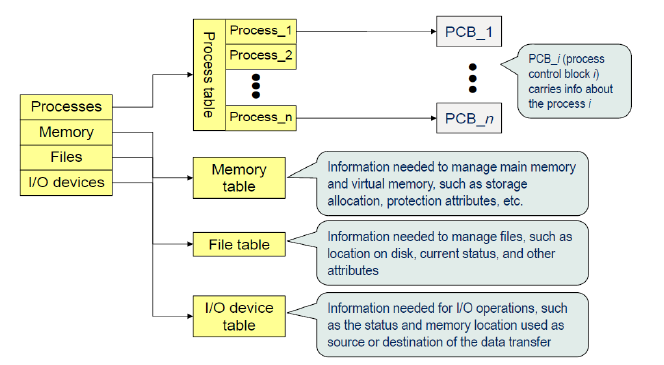 Process table
Process_1
Process_2
Process_n
PCB_1
PCB_n
PCB_i (process
control block i)
carries info about
the process i
Processes
Memory
Files
I/O devices
Memory
table
Information needed to manage main memory
and virtual memory, such as storage
allocation, protection attributes, etc.
File table
Information needed to manage files, such as
location on disk, current status, and other
attributes
I/O device
table
Information needed for I/O operations, such
as the status and memory location used as
source or destination of the data transfer